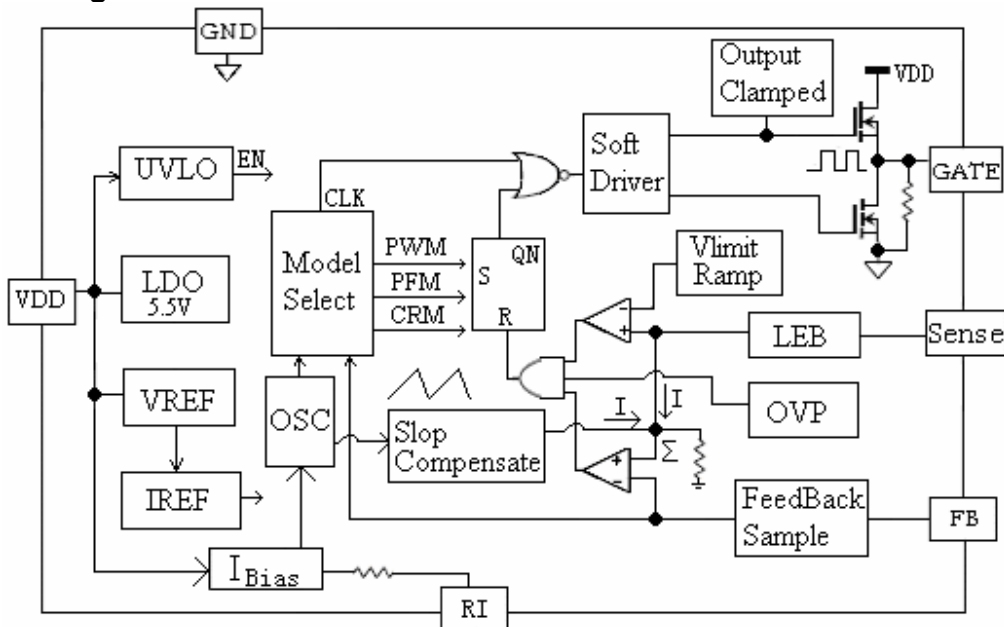 GND
Output
Clamped
VDD
UVLO
EN
Soft
Driver
GATE
CLK
Model
Select
PWM
PFM
CRM
S
QN
R
Vlimit
Ramp
-
+
VDD
LDO
5.5V
LEB
Sense
VREF
OSC
Slop
Compensate
I
I
OVP
Σ
+
-
IREF
FeedBack
Sample
FB
I Bias
RI